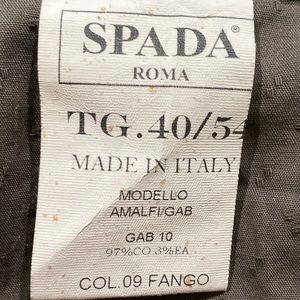 SPADA®
ROMA
TG.40/54
MADE IN ITALY
MODELLO
AMALFI/GAB
GAB 10
97%CO 3%EA
COL.09 FANGO